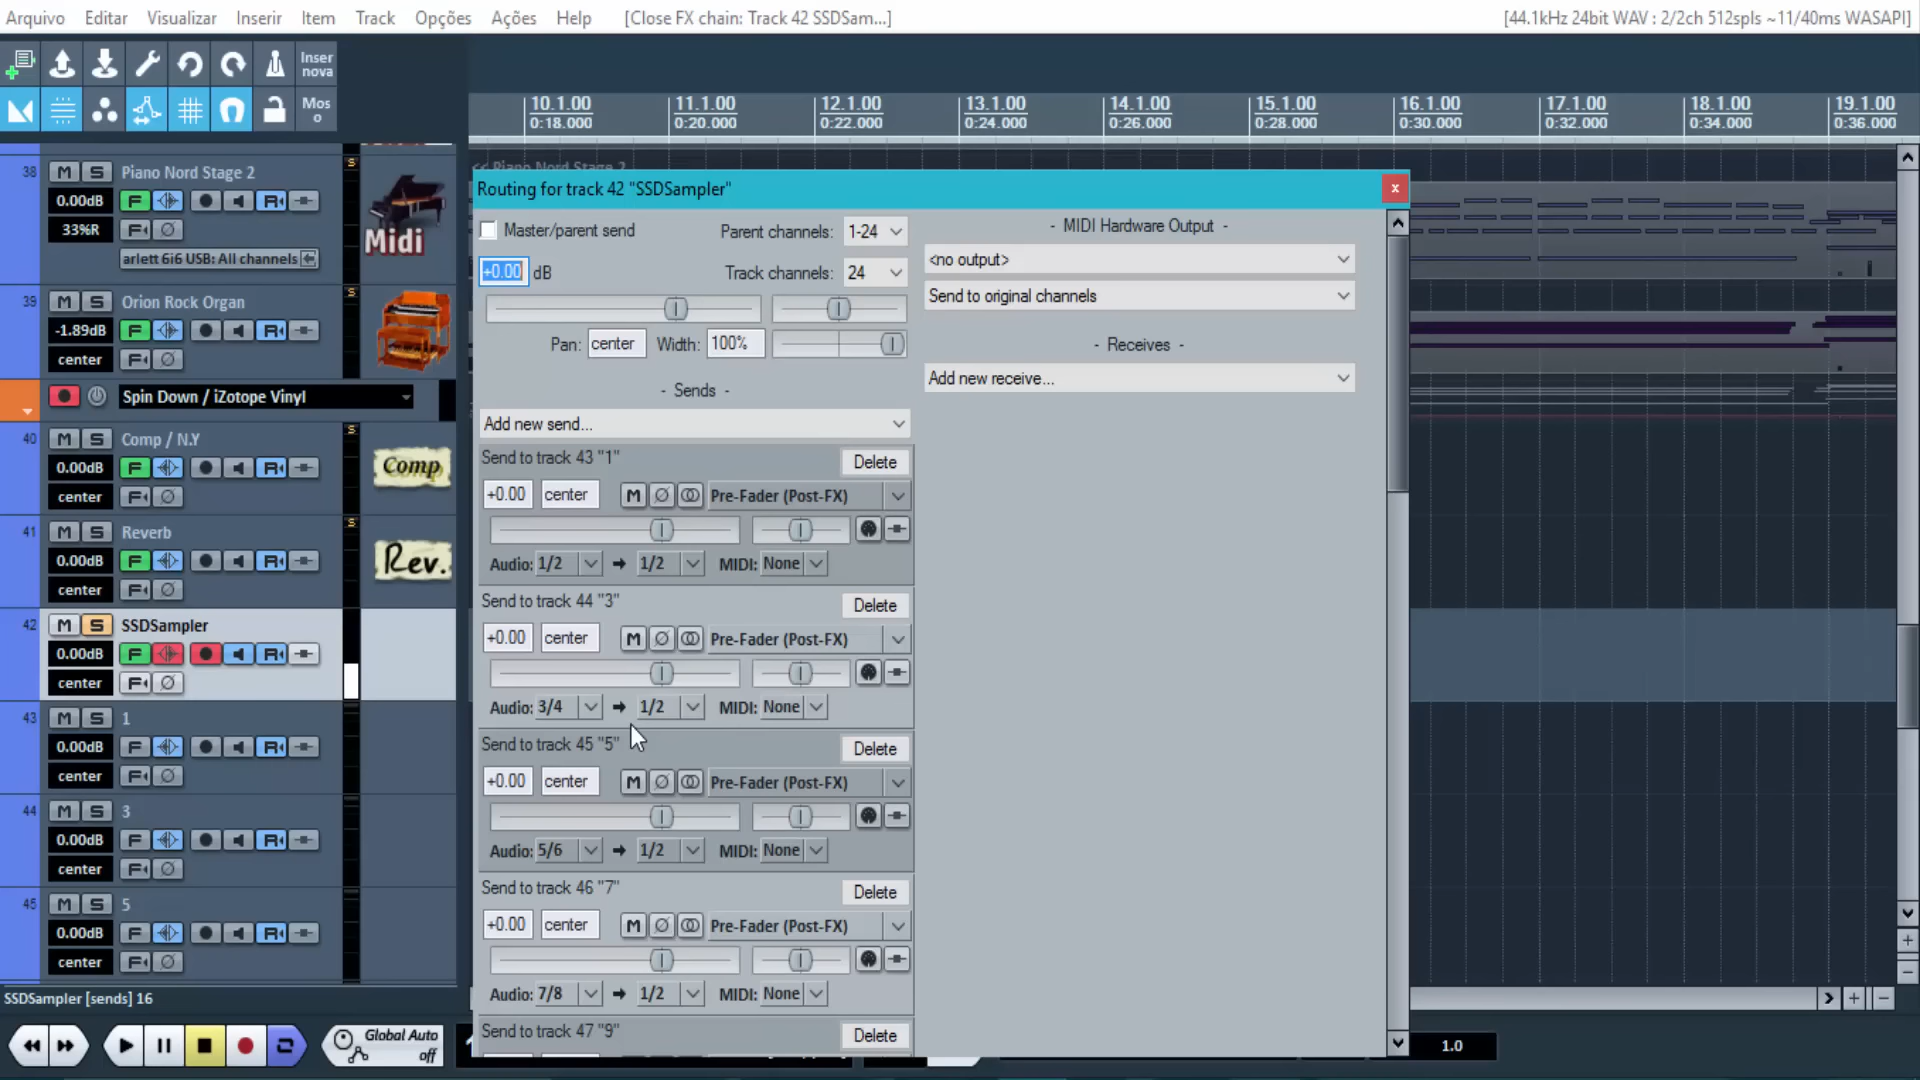 Arquivo Editar Visualizar Inserir Item Track Opções Ações Help [Close FX chain: Track 42 SSDSam...] [44.1kHz 24bit WAV : 2/2ch 512spls ~11/40ms WASAPI]
Inser
nova
Mos
o
10.1.00 11.1.00 12.1.00 13.1.00 14.1.00 15.1.00 16.1.00 17.1.00 18.1.00 19.1.00
0:18.000 0:20.000 0:22.000 0:24.000 0:26.000 0:28.000 0:30.000 0:32.000 0:34.000 0:36.000
<< Piano Nord Stage 2
38 M S Piano Nord Stage 2 S
0.00dB F R
33%R F
Midi
arlett 6i6 USB: All channels
39 M S Orion Rock Organ S
-1.89dB F R
center F
Spin Down / iZotope Vinyl
40 M S Comp / N.Y S
0.00dB F R
center F
Comp
41 M S Reverb S
0.00dB F R
center F
Rev.
42 M S SSDSampler
0.00dB F R
center F
43 M S 1
0.00dB F R
center F
44 M S 3
0.00dB F R
center F
45 M S 5
0.00dB F R
center F
SSDSampler [sends] 16
Global Auto
off
Routing for track 42 "SSDSampler" x
Master/parent send Parent channels: 1-24
+0.00 dB Track channels: 24
Pan: center Width: 100%
- Sends -
Add new send...
Send to track 43 "1" Delete
+0.00 center M Pre-Fader (Post-FX)
Audio: 1/2 1/2 MIDI: None
Send to track 44 "3" Delete
+0.00 center M Pre-Fader (Post-FX)
Audio: 3/4 1/2 MIDI: None
Send to track 45 "5" Delete
+0.00 center M Pre-Fader (Post-FX)
Audio: 5/6 1/2 MIDI: None
Send to track 46 "7" Delete
+0.00 center M Pre-Fader (Post-FX)
Audio: 7/8 1/2 MIDI: None
Send to track 47 "9" Delete
- MIDI Hardware Output -
<no output>
Send to original channels
- Receives -
Add new receive...
1.0